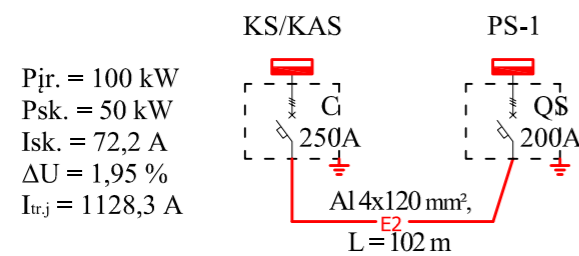 KS/KAS
PS-1
Pįr. = 100 kW
Psk. = 50 kW
Isk. = 72,2 A
ΔU = 1,95 %
Itr.j = 1128,3 A
C
250A
QS
200A
Al 4x120 mm²,
E2
L = 102 m